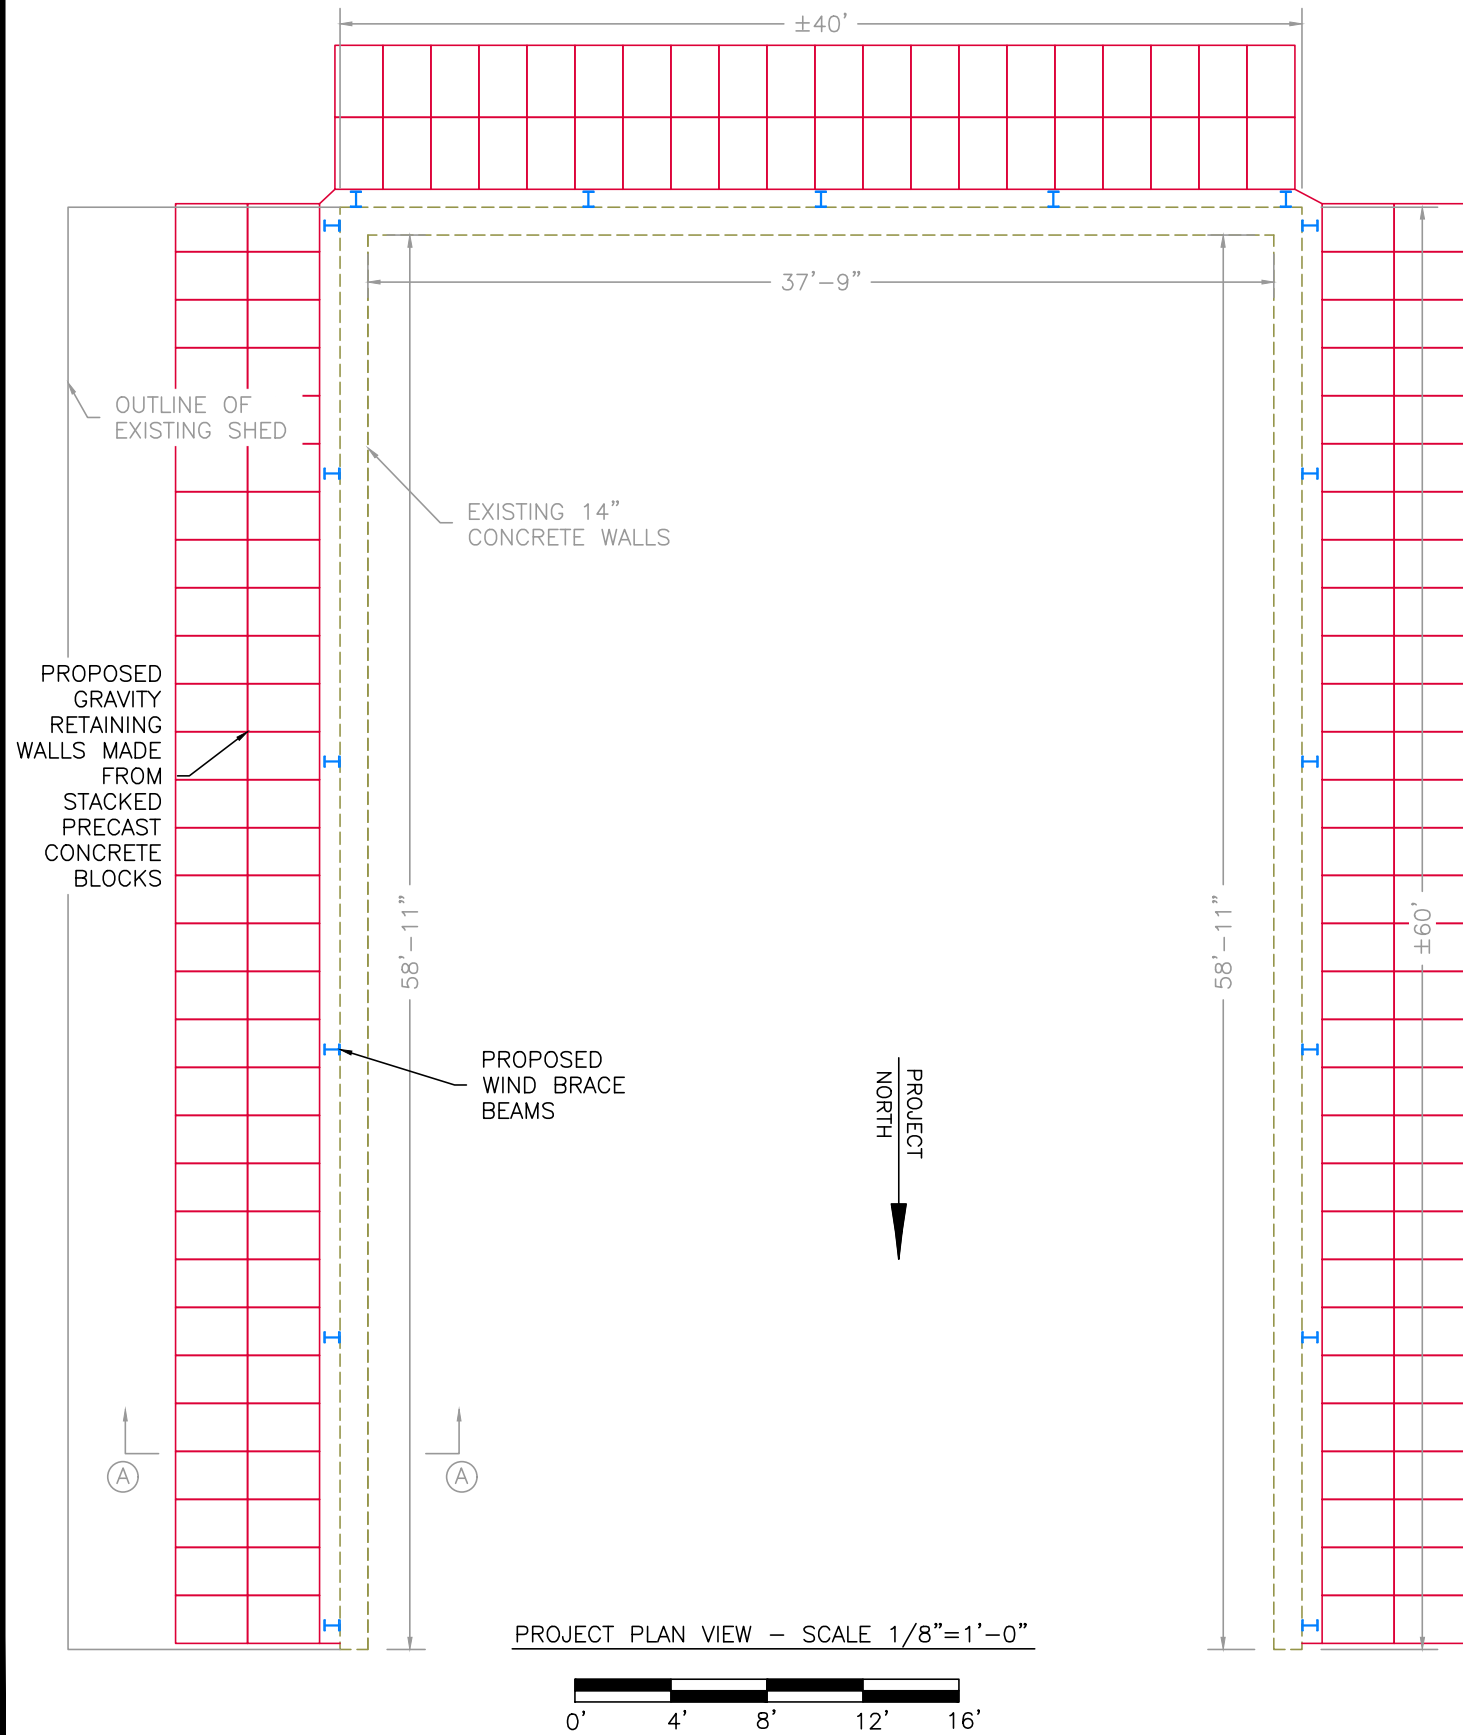 ±40’
37’–9”
OUTLINE OF
EXISTING SHED
EXISTING 14”
CONCRETE WALLS
PROPOSED
GRAVITY
RETAINING
WALLS MADE
FROM
STACKED
PRECAST
CONCRETE
BLOCKS
58’–11”
58’–11”
±60’
PROPOSED
WIND BRACE
BEAMS
PROJECT
NORTH
A
A
PROJECT PLAN VIEW – SCALE 1/8”=1’-0”
0’ 4’ 8’ 12’ 16’